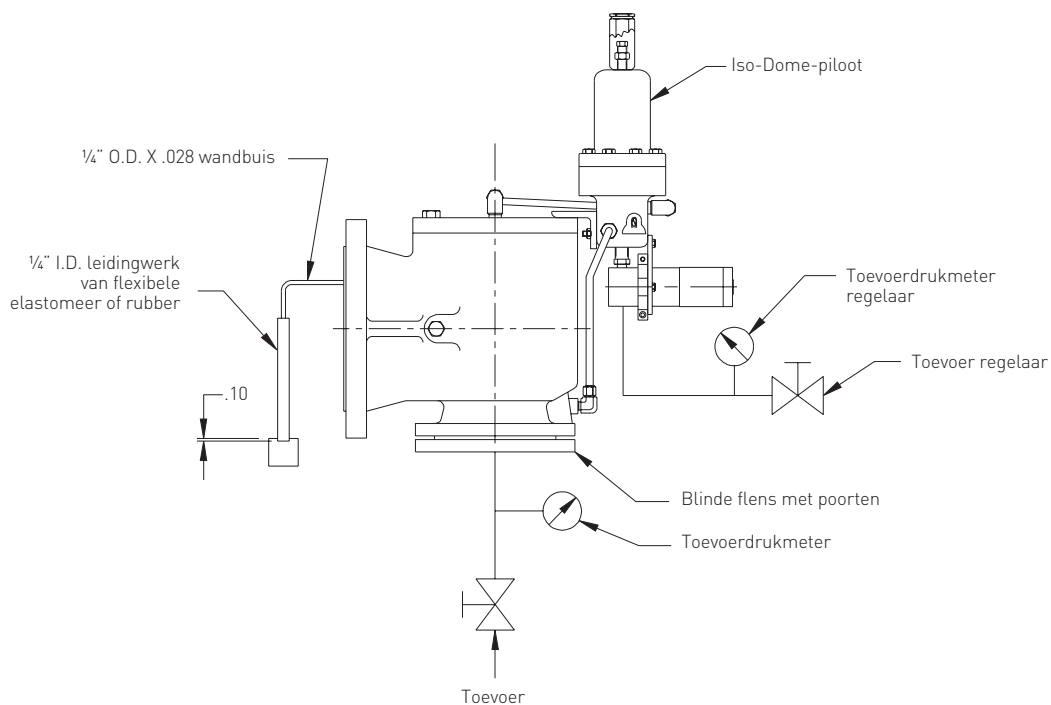 Iso-Dome-piloot
¼" O.D. X .028 wandbuis
¼" I.D. leidingwerk
van flexibele
elastomeer of rubber
Toevoerdrukmeter
regelaar
Toevoer regelaar
.10
Blinde flens met poorten
Toevoerdrukmeter
Toevoer